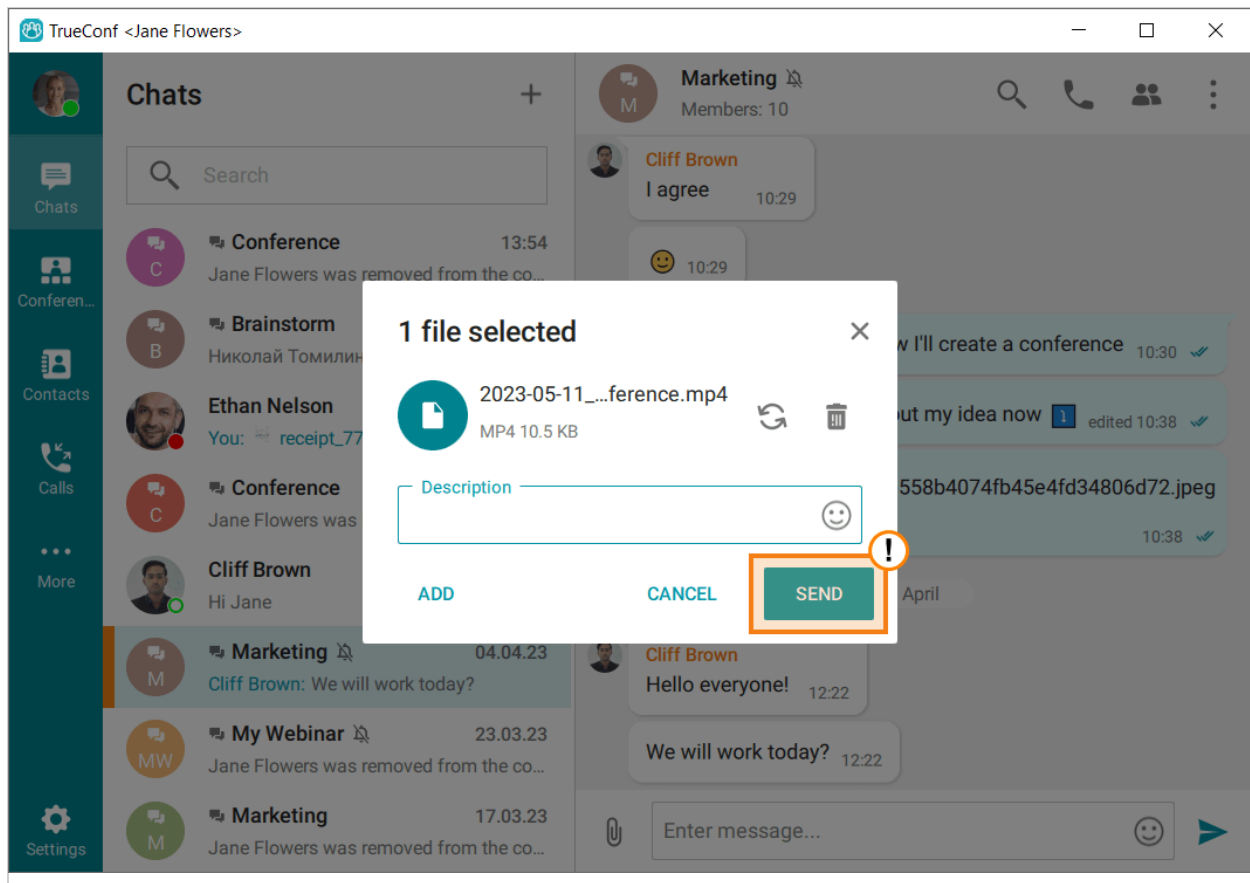 TrueConf <Jane Flowers>
Chats
Conferen...
Contacts
Calls
More
Settings
Chats
Search
Conference 13:54
C
Jane Flowers was removed from the co...
Brainstorm
B
Николай Томилин
Ethan Nelson
You: receipt_77
Conference
C
Jane Flowers was
Cliff Brown
Hi Jane
Marketing 04.04.23
M
Cliff Brown: We will work today?
My Webinar 23.03.23
MW
Jane Flowers was removed from the co...
Marketing 17.03.23
M
Jane Flowers was removed from the co...
M
Marketing
Members: 10
Cliff Brown
I agree 10:29
10:29
I'll create a conference 10:30
my idea now 1 edited 10:38
558b4074fb45e4fd34806d72.jpeg
10:38
April
Cliff Brown
Hello everyone! 12:22
We will work today? 12:22
Enter message...
1 file selected
2023-05-11_...ference.mp4
MP4 10.5 KB
Description
ADD CANCEL SEND
!